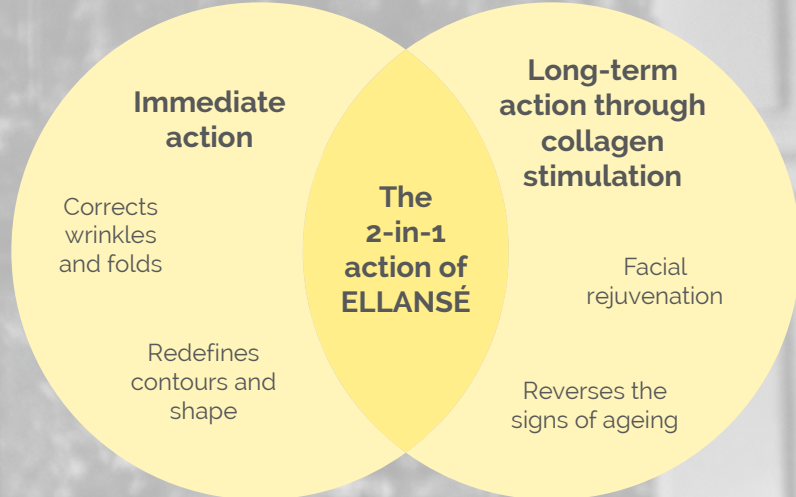 Immediate
action
Corrects
wrinkles
and folds
Redefines
contours and
shape
The
2-in-1
action of
ELLANSÉ
Long-term
action through
collagen
stimulation
Facial
rejuvenation
Reverses the
signs of ageing